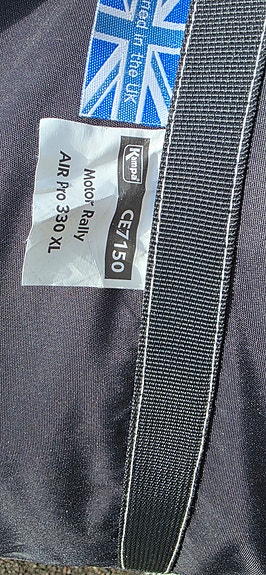 in the UK
Kampa
CE7150
Motor Rally
AIR Pro 330 XL